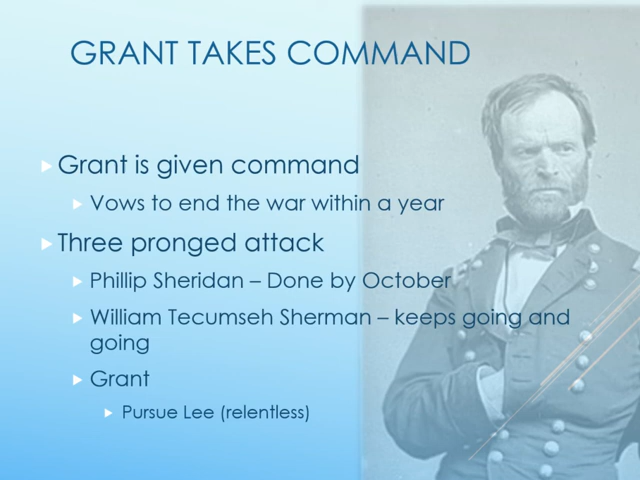 GRANT TAKES COMMAND
Grant is given command
Vows to end the war within a year
Three pronged attack
Phillip Sheridan – Done by October
William Tecumseh Sherman – keeps going and
going
Grant
Pursue Lee (relentless)